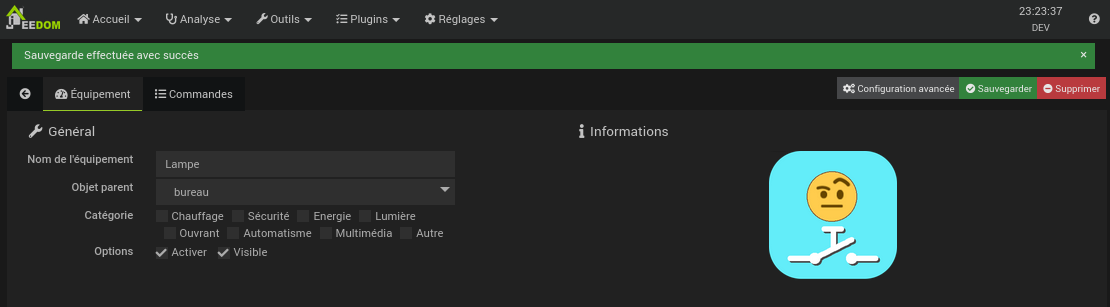 JEEDOM Accueil Analyse Outils Plugins Réglages 23:23:37
DEV
Sauvegarde effectuée avec succès ×
Équipement Commandes Configuration avancée Sauvegarder Supprimer
Général Informations
Nom de l'équipement Lampe
Objet parent bureau
Catégorie Chauffage Sécurité Energie Lumière
Ouvrant Automatisme Multimédia Autre
Options Activer Visible